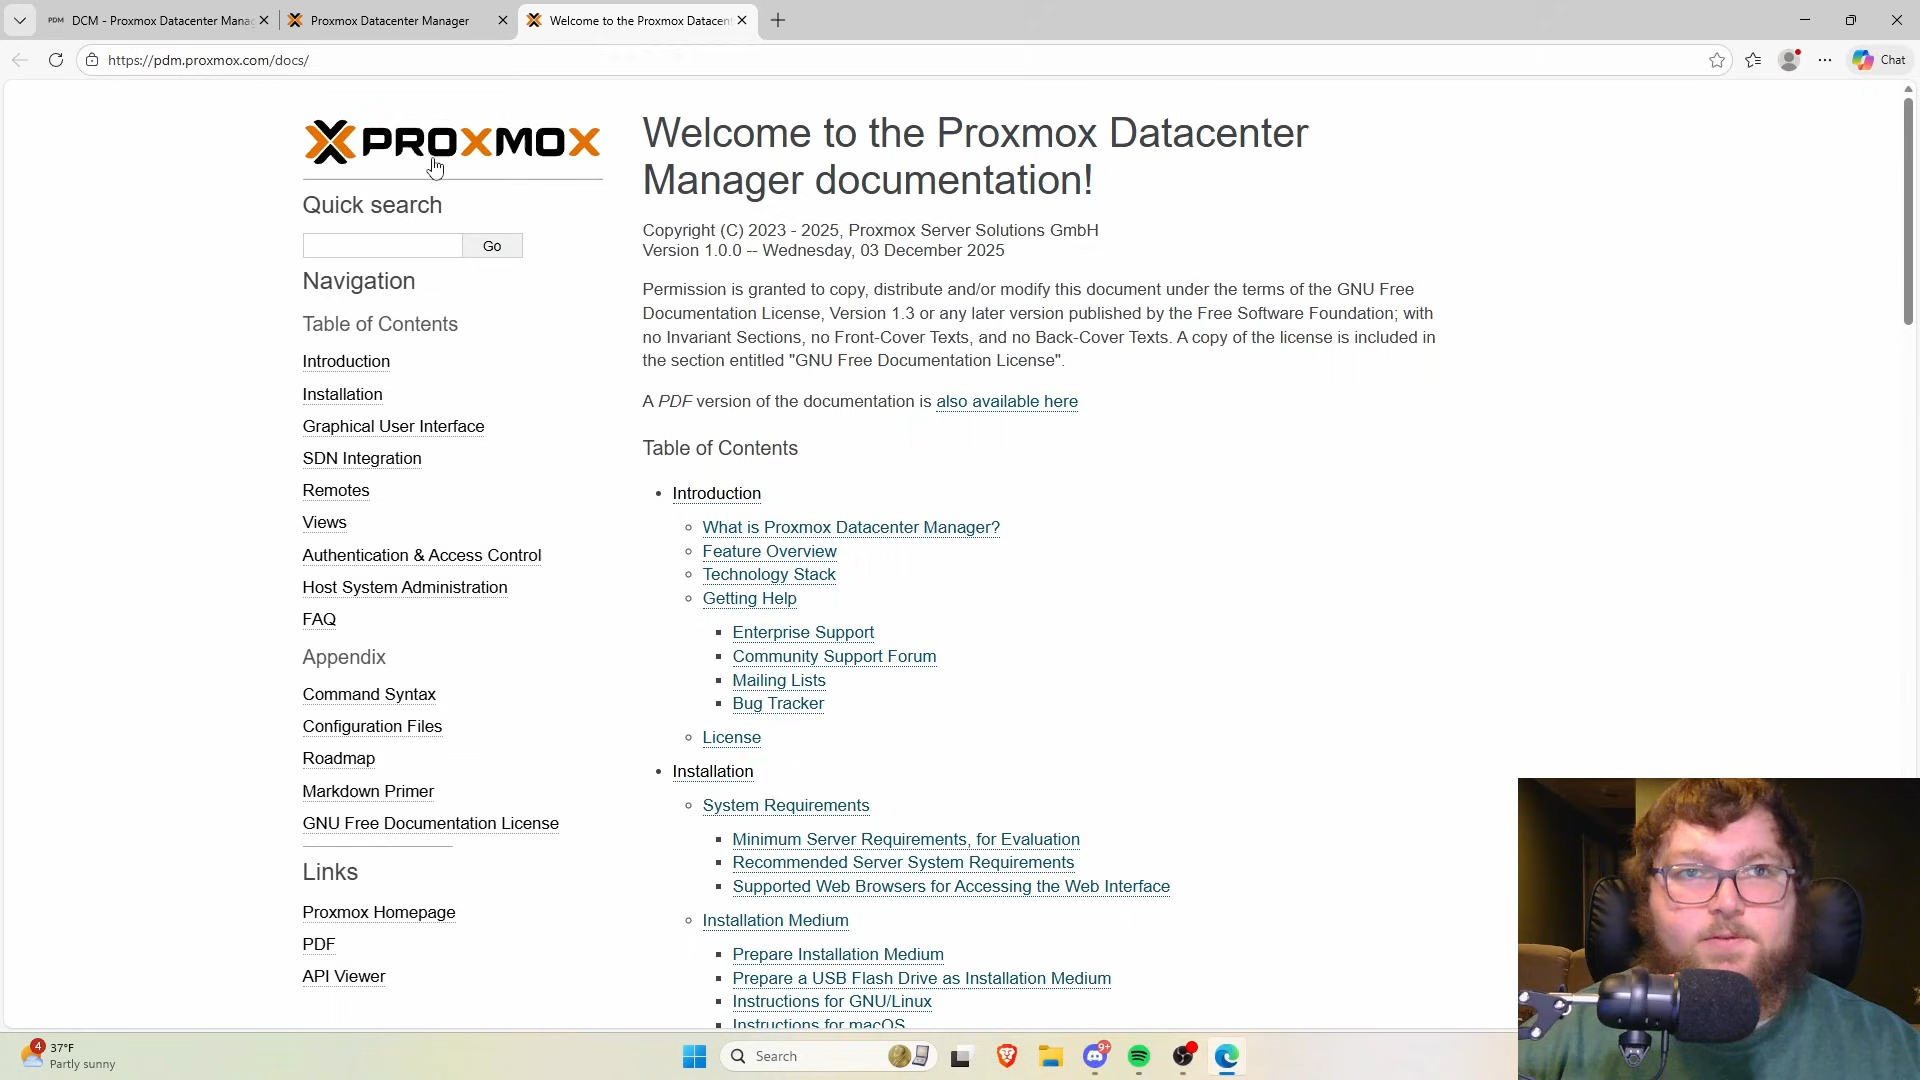 PDM DCM - Proxmox Datacenter Mana
Proxmox Datacenter Manager
Welcome to the Proxmox Datacen
https://pdm.proxmox.com/docs/
Chat
PROXMOX
Quick search
Go
Navigation
Table of Contents
Introduction
Installation
Graphical User Interface
SDN Integration
Remotes
Views
Authentication & Access Control
Host System Administration
FAQ
Appendix
Command Syntax
Configuration Files
Roadmap
Markdown Primer
GNU Free Documentation License
Links
Proxmox Homepage
PDF
API Viewer
Welcome to the Proxmox Datacenter
Manager documentation!
Copyright (C) 2023 - 2025, Proxmox Server Solutions GmbH
Version 1.0.0 -- Wednesday, 03 December 2025
Permission is granted to copy, distribute and/or modify this document under the terms of the GNU Free
Documentation License, Version 1.3 or any later version published by the Free Software Foundation; with
no Invariant Sections, no Front-Cover Texts, and no Back-Cover Texts. A copy of the license is included in
the section entitled "GNU Free Documentation License".
A PDF version of the documentation is also available here
Table of Contents
• Introduction
What is Proxmox Datacenter Manager?
Feature Overview
Technology Stack
Getting Help
Enterprise Support
Community Support Forum
Mailing Lists
Bug Tracker
License
• Installation
System Requirements
Minimum Server Requirements, for Evaluation
Recommended Server System Requirements
Supported Web Browsers for Accessing the Web Interface
Installation Medium
Prepare Installation Medium
Prepare a USB Flash Drive as Installation Medium
Instructions for GNU/Linux
Instructions for macOS
4
37°F
Partly sunny
Search
9+